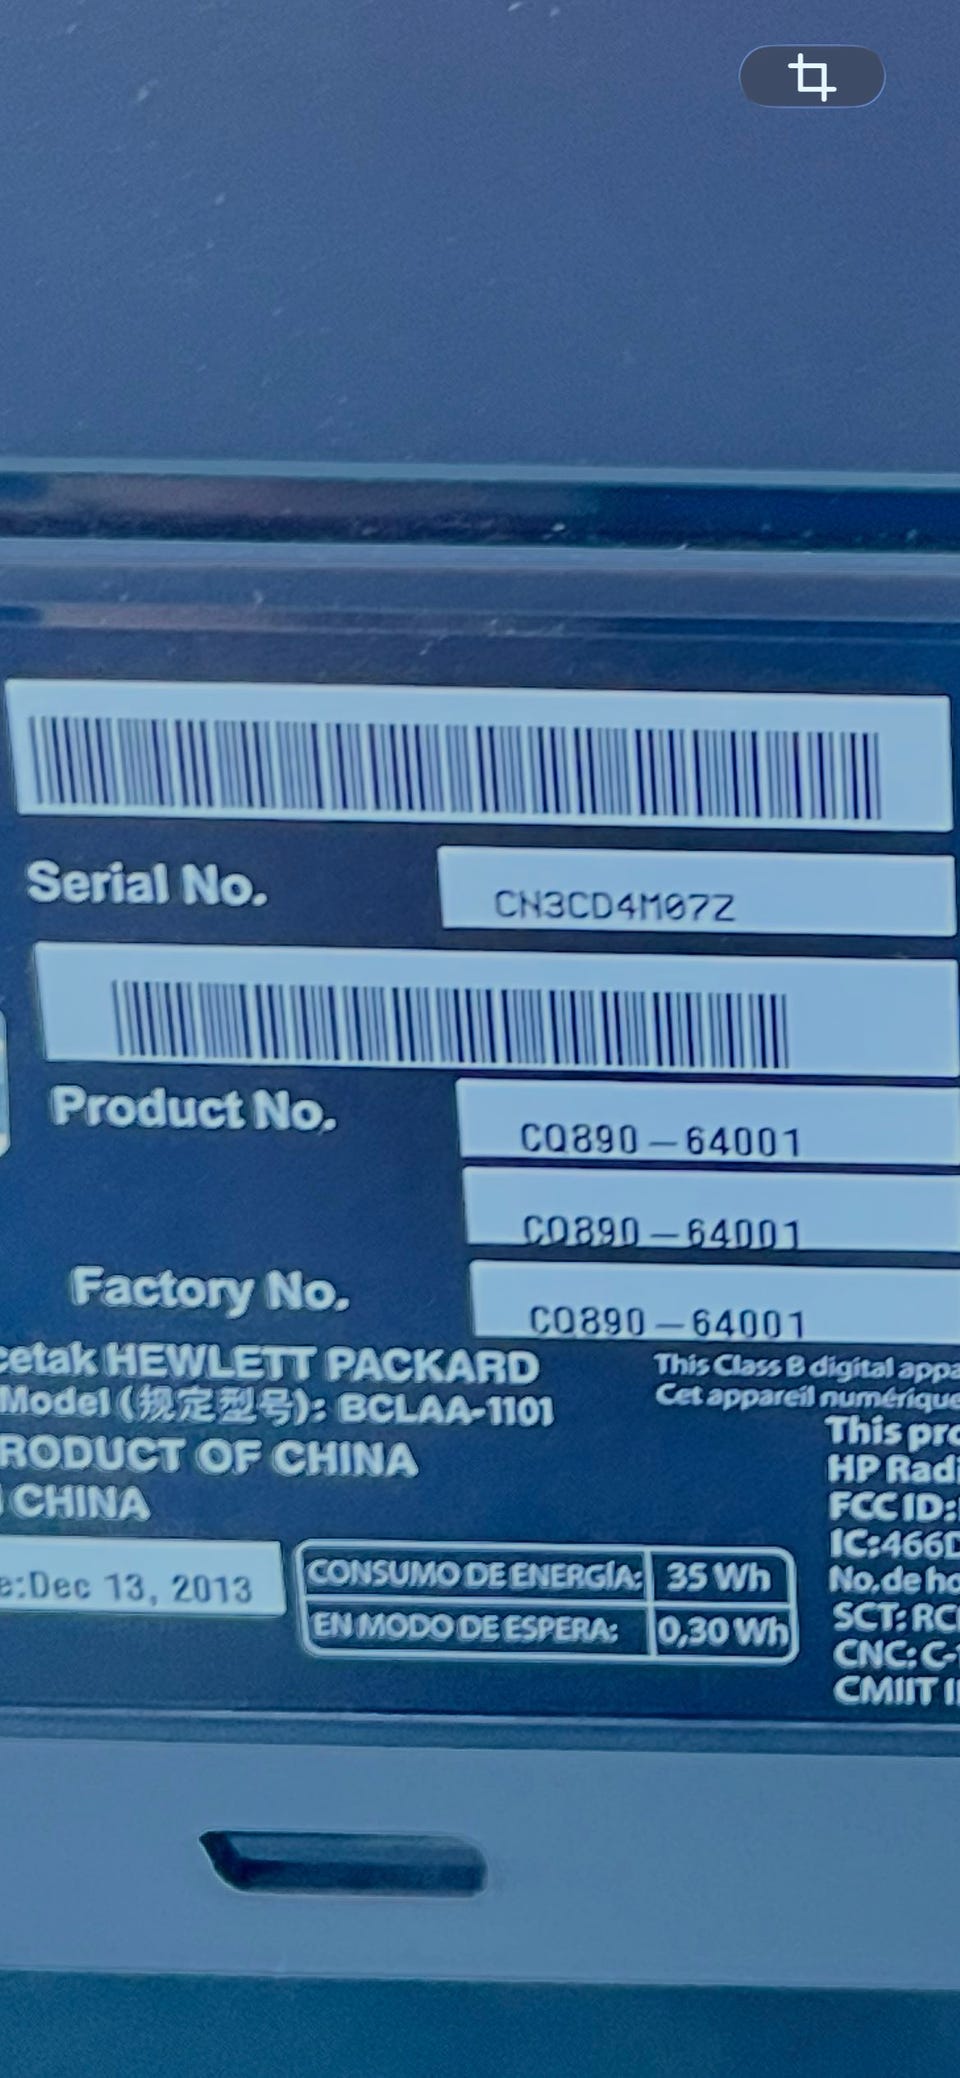 Serial No. CN3CD4M07Z
Product No. CQ890-64001
CQ890-64001
Factory No. CQ890-64001
cetak HEWLETT PACKARD
Model (规定型号): BCLAA-1101
RODUCT OF CHINA
CHINA
e:Dec 13, 2013
CONSUMO DE ENERGÍA: 35 Wh
EN MODO DE ESPERA: 0,30 Wh
This Class B digital appa
Cet appareil numérique
This pro
HP Radi
FCC ID:
IC:466D
No.de ho
SCT: RC
CNC: C-
CMIIT I